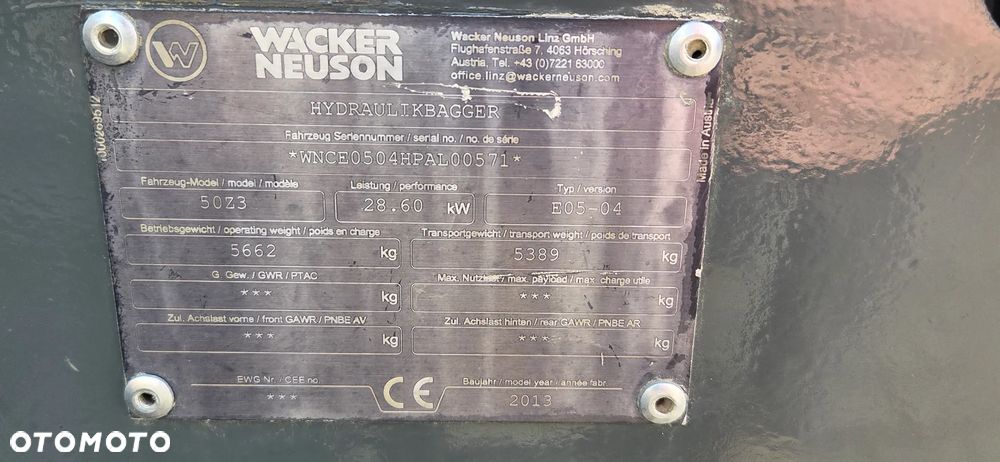 W
WACKER
NEUSON
Wacker Neuson Linz GmbH
Flughafenstraße 7, 4063 Hörsching
Austria, Tel. +43 (0)7221 63000
office.linz@wackerneuson.com
HYDRAULIKBAGGER
Fahrzeug Seriennummer / serial no. / no. de série
*WNCE0504HPAL00571*
Fahrzeug-Model / model / modèle
50Z3
Leistung / performance
28.60 kW
Typ / version
E05-04
Betriebsgewicht / operating weight / poids en charge
5662 kg
Transportgewicht / transport weight / poids de transport
5389 kg
G. Gew. / GWR / PTAC
*** kg
Max. Nutzlast / max. payload / max. charge utile
*** kg
Zul. Achslast vorne / front GAWR / PNBE AV
*** kg
Zul. Achslast hinten / rear GAWR / PNBE AR
*** kg
EWG Nr. / CEE no.
***
CE
Baujahr / model year / année fabr.
2013
Made in Austria
OTOMOTO